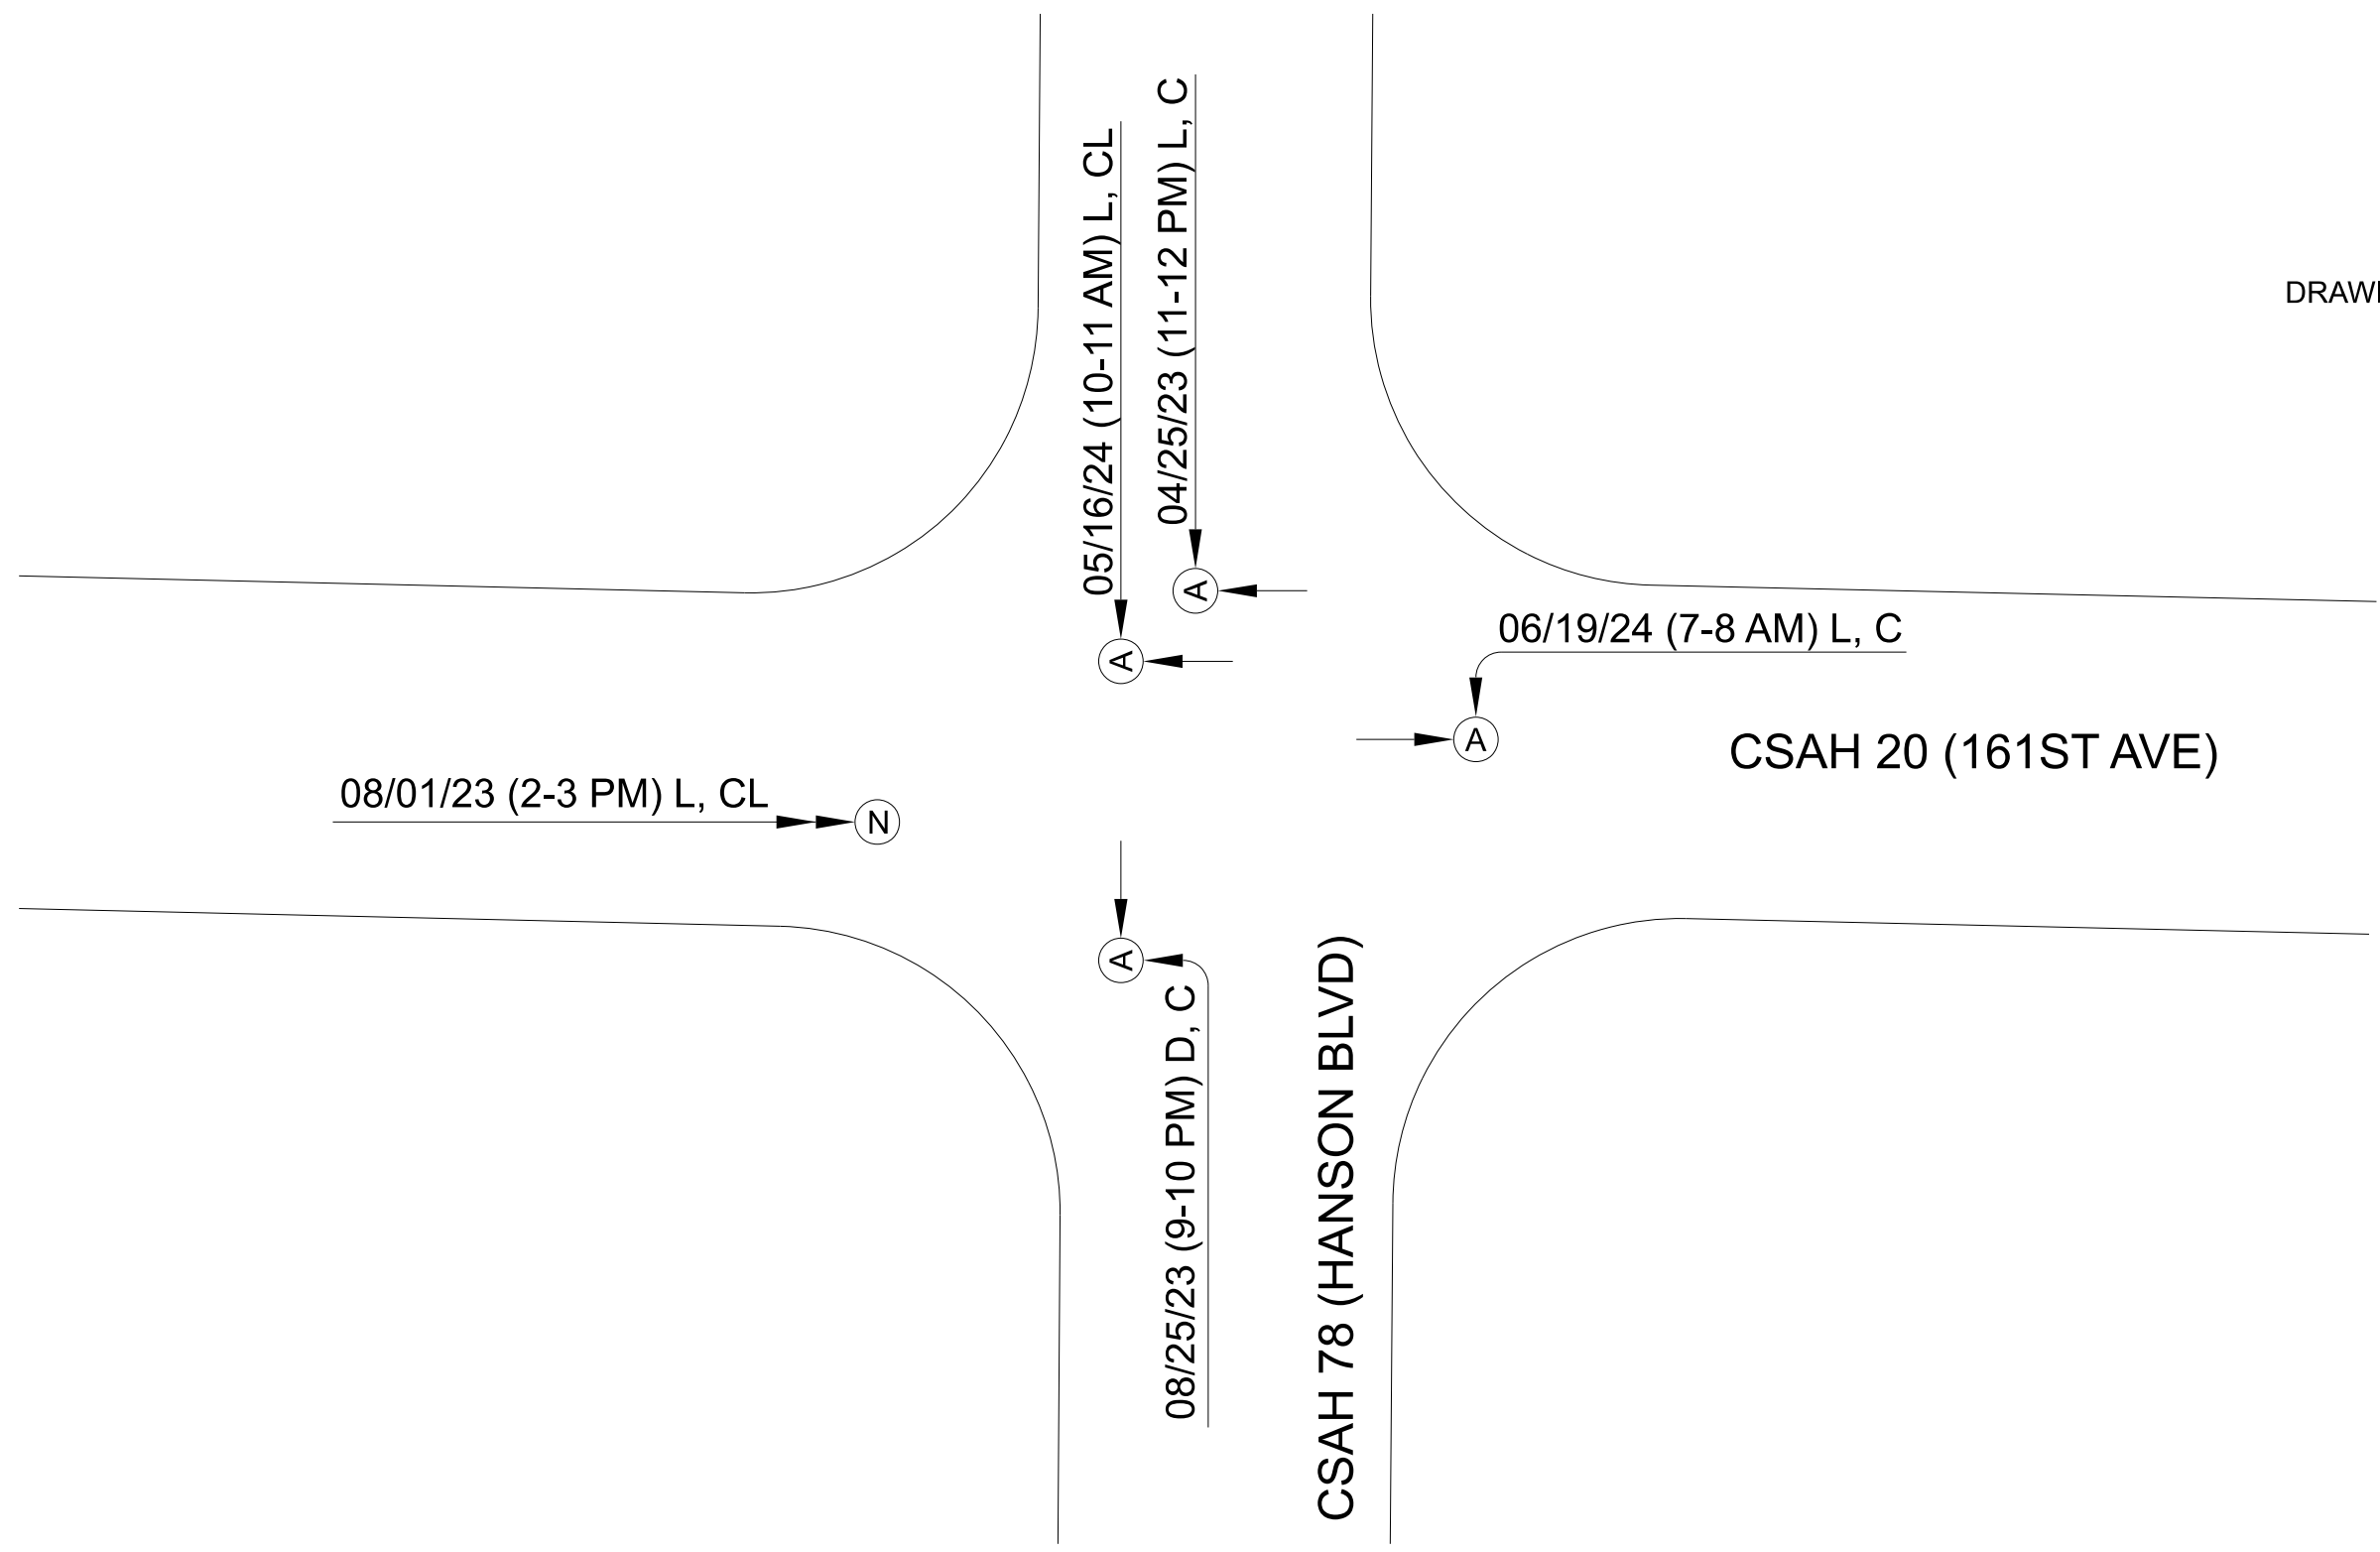 05/16/24 (10-11 AM) L, CL
A
04/25/23 (11-12 PM) L, C
A
DRAW
06/19/24 (7-8 AM) L, C
A
CSAH 20 (161ST AVE)
08/01/23 (2-3 PM) L, CL
N
A
08/25/23 (9-10 PM) D, C
CSAH 78 (HANSON BLVD)